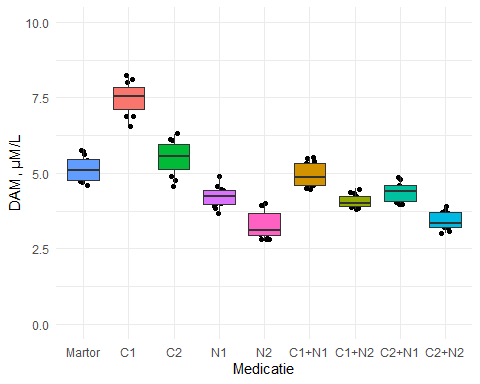 10.0
7.5
5.0
2.5
0.0
DAM, µM/L
Martor C1 C2 N1 N2 C1+N1 C1+N2 C2+N1 C2+N2
Medicatie